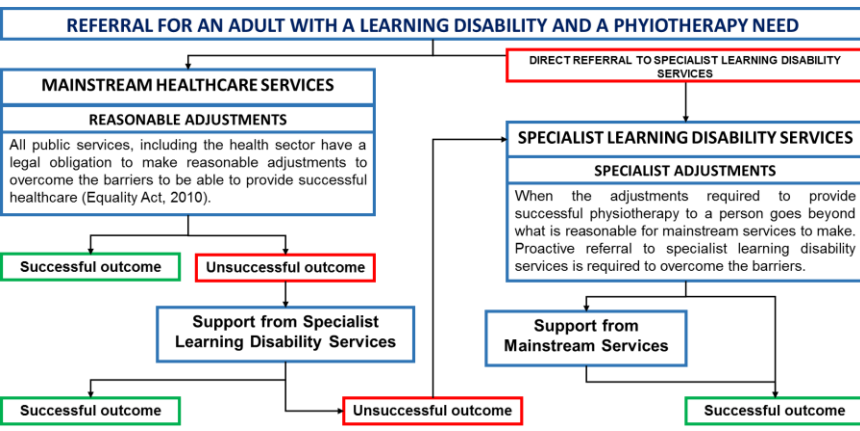 REFERRAL FOR AN ADULT WITH A LEARNING DISABILITY AND A PHYIOTHERAPY NEED
DIRECT REFERRAL TO SPECIALIST LEARNING DISABILITY
SERVICES
MAINSTREAM HEALTHCARE SERVICES
REASONABLE ADJUSTMENTS
All public services, including the health sector have a
legal obligation to make reasonable adjustments to
overcome the barriers to be able to provide successful
healthcare (Equality Act, 2010).
SPECIALIST LEARNING DISABILITY SERVICES
SPECIALIST ADJUSTMENTS
When the adjustments required to provide
successful physiotherapy to a person goes beyond
what is reasonable for mainstream services to make.
Proactive referral to specialist learning disability
services is required to overcome the barriers.
Successful outcome
Unsuccessful outcome
Support from Specialist
Learning Disability Services
Support from
Mainstream Services
Successful outcome
Unsuccessful outcome
Successful outcome